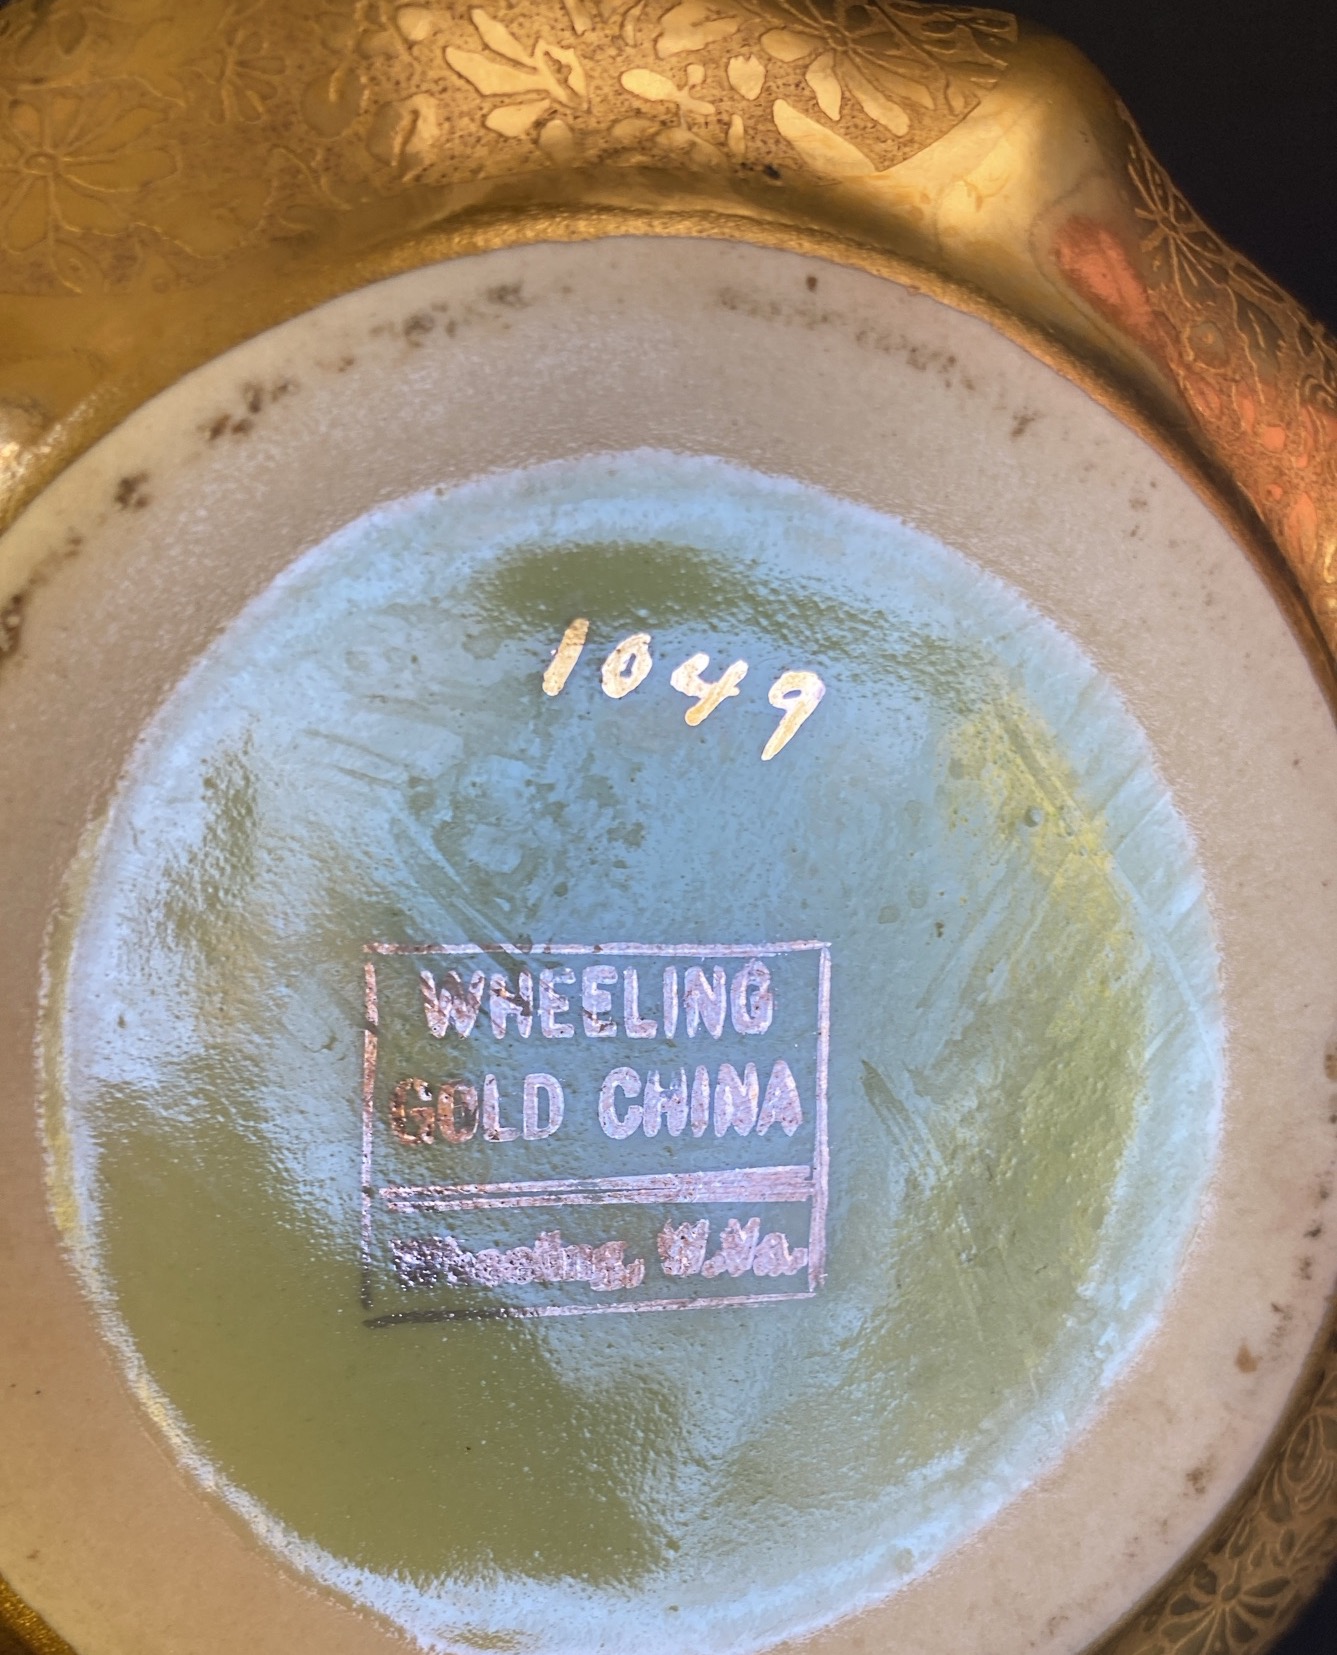 1049
WHEELING
GOLD CHINA
Wheeling, W.Va.